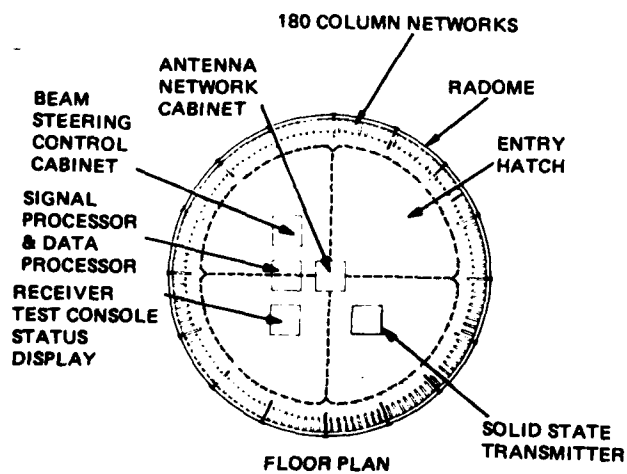 180 COLUMN NETWORKS
ANTENNA
NETWORK
CABINET
RADOME
BEAM
STEERING
CONTROL
CABINET
ENTRY
HATCH
SIGNAL
PROCESSOR
& DATA
PROCESSOR
RECEIVER
TEST CONSOLE
STATUS
DISPLAY
SOLID STATE
TRANSMITTER
FLOOR PLAN